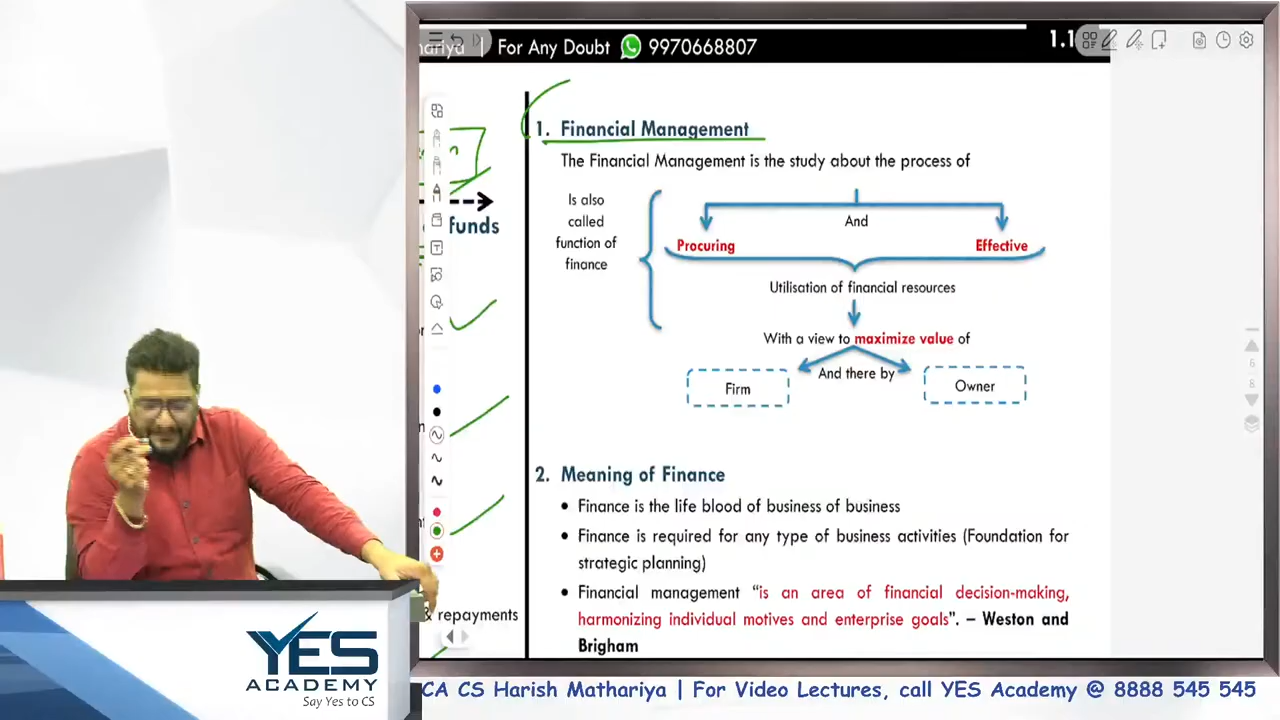 hariya | For Any Doubt 9970668807
1.1
funds
& repayments
1. Financial Management
The Financial Management is the study about the process of
Is also
called
function of
finance
And
Procuring
Effective
Utilisation of financial resources
With a view to maximize value of
And there by
Firm
Owner
2. Meaning of Finance
• Finance is the life blood of business of business
• Finance is required for any type of business activities (Foundation for
strategic planning)
• Financial management “is an area of financial decision-making,
harmonizing individual motives and enterprise goals”. – Weston and
Brigham
6
8
YES
ACADEMY
Say Yes to CS
CA CS Harish Mathariya | For Video Lectures, call YES Academy @ 8888 545 545